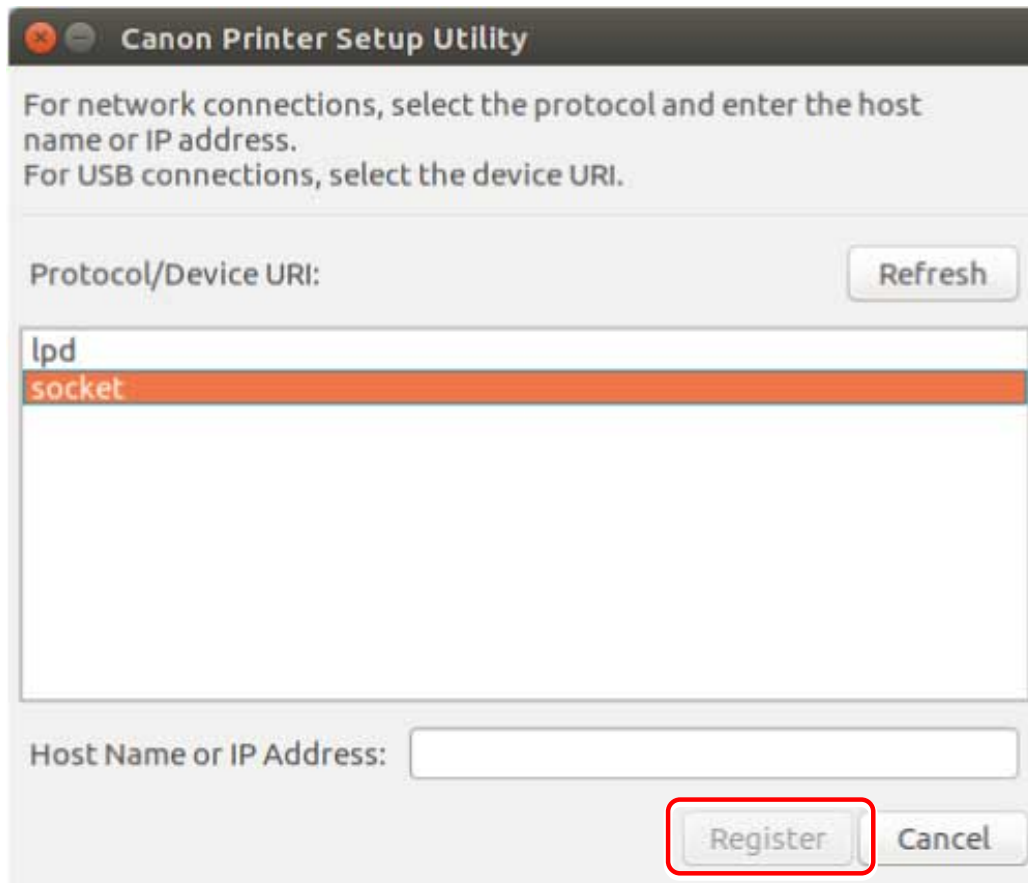 Canon Printer Setup Utility
For network connections, select the protocol and enter the host
name or IP address.
For USB connections, select the device URI.
Protocol/Device URI:
Refresh
lpd
socket
Host Name or IP Address:
Register
Cancel